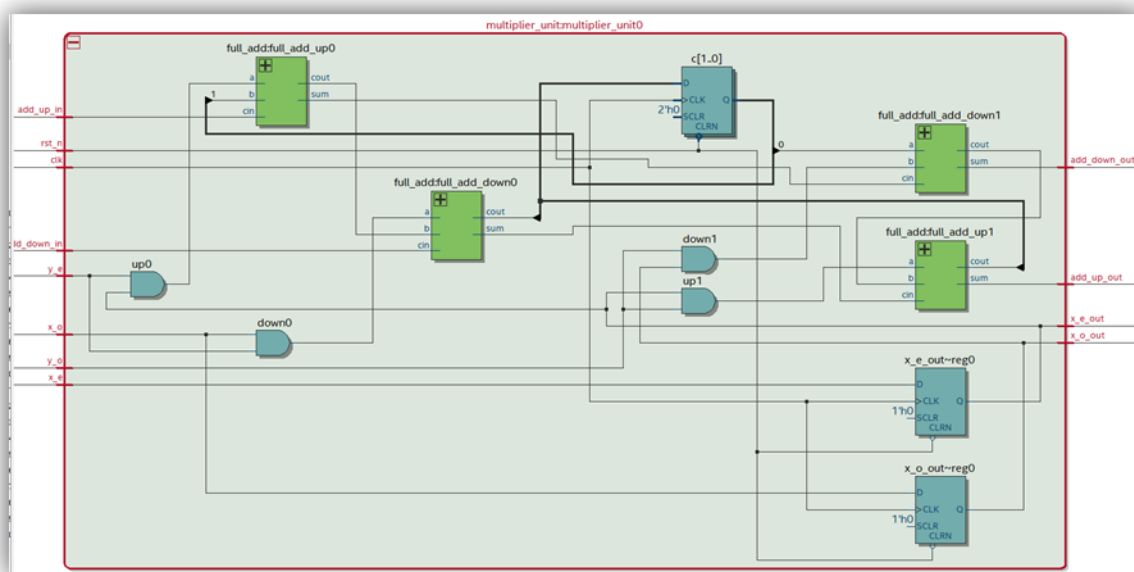 multiplier_unit:multiplier_unit0
full_add:full_add_up0
a
b
cin
cout
sum
1
c[1..0]
D
CLK
SCLR
CLRN
Q
2'h0
0
full_add:full_add_down1
a
b
cin
cout
sum
add_up_in
rst_n
clk
add_down_out
full_add:full_add_down0
a
b
cin
cout
sum
full_add:full_add_up1
a
b
cin
cout
sum
ld_down_in
y_e
up0
down1
up1
add_up_out
x_o
down0
x_e_out
x_o_out
y_o
x_e
x_e_out~reg0
D
CLK
SCLR
CLRN
Q
1'h0
x_o_out~reg0
D
CLK
SCLR
CLRN
Q
1'h0